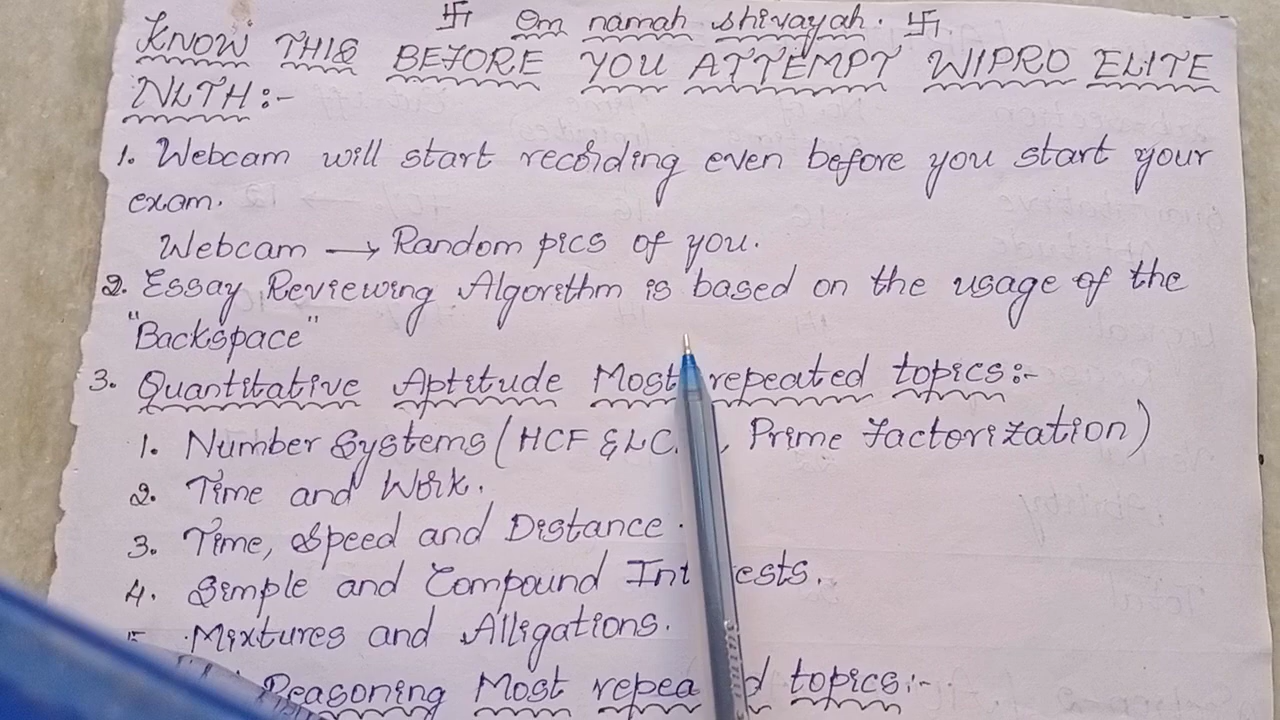 卐 Om namah shivayah. 卐
KNOW THIS BEFORE YOU ATTEMPT WIPRO ELITE
NLTH:-
1. Webcam will start recording even before you start your
exam.
Webcam → Random pics of you.
2. Essay Reviewing Algorithm is based on the usage of the
"Backspace"
3. Quantitative Aptitude Most repeated topics:-
1. Number Systems (HCF & LC. , Prime Factorization)
2. Time and Work.
3. Time, Speed and Distance.
4. Simple and Compound Int ests.
5. Mixtures and Alligations.
Reasoning Most repea d topics:-